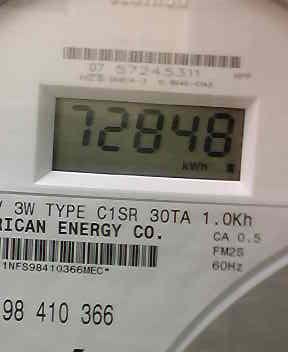 07 57245311
72848
kWh
V 3W TYPE C1SR 30TA 1.0Kh
RICAN ENERGY CO.
CA 0.5
FM2S
60Hz
1NFS98410366MEC*
98 410 366